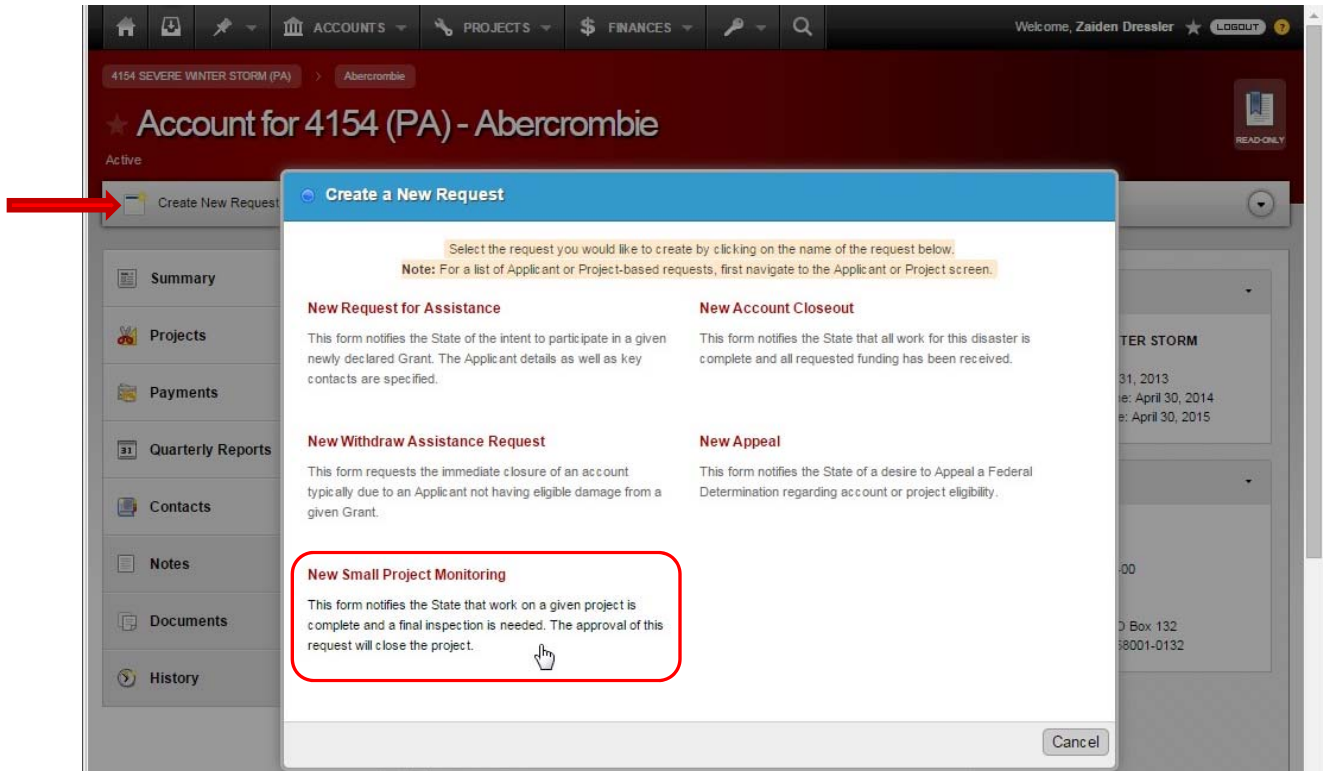 ACCOUNTS PROJECTS $ FINANCES Welcome, Zaiden Dressler LOGOUT ?
4154 SEVERE WINTER STORM (PA) > Abercrombie
Account for 4154 (PA) - Abercrombie
READ-ONLY
Active
Create New Request
Create a New Request
Select the request you would like to create by clicking on the name of the request below.
Note: For a list of Applicant or Project-based requests, first navigate to the Applicant or Project screen.
Summary
Projects
Payments
31 Quarterly Reports
Contacts
Notes
Documents
History
New Request for Assistance
This form notifies the State of the intent to participate in a given
newly declared Grant. The Applicant details as well as key
contacts are specified.
New Account Closeout
This form notifies the State that all work for this disaster is
complete and all requested funding has been received.
New Withdraw Assistance Request
This form requests the immediate closure of an account
typically due to an Applicant not having eligible damage from a
given Grant.
New Appeal
This form notifies the State of a desire to Appeal a Federal
Determination regarding account or project eligibility.
New Small Project Monitoring
This form notifies the State that work on a given project is
complete and a final inspection is needed. The approval of this
request will close the project.
TER STORM
31, 2013
e: April 30, 2014
e: April 30, 2015
-00
Box 132
8001-0132
Cancel